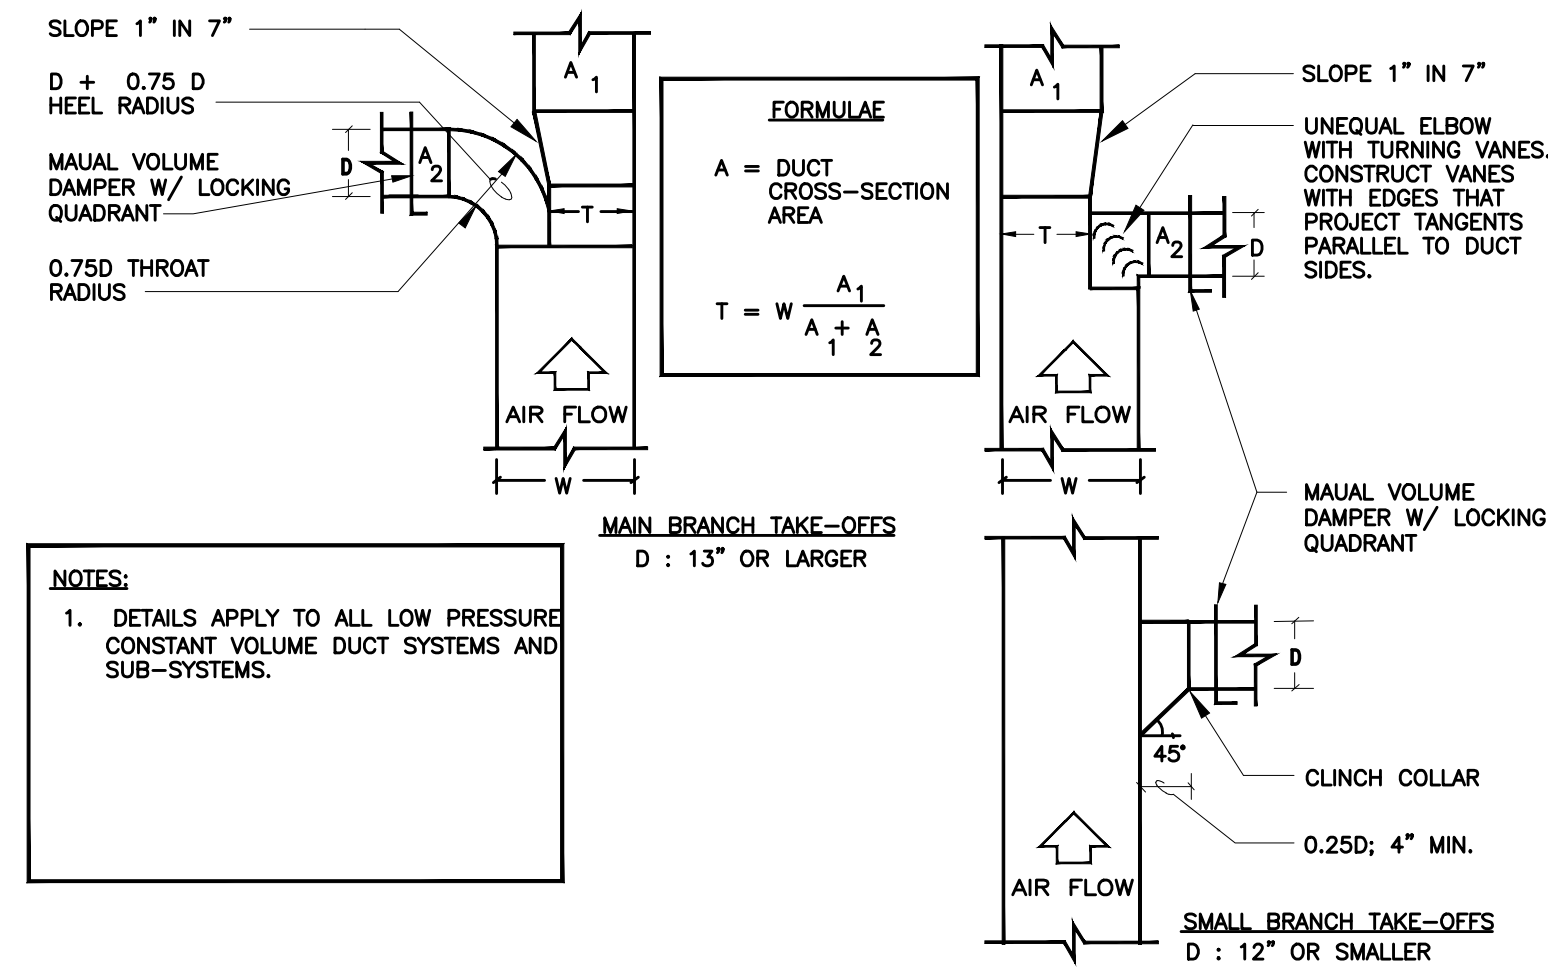 SLOPE 1" IN 7"
D + 0.75 D
HEEL RADIUS
MAUAL VOLUME
DAMPER W/ LOCKING
QUADRANT
0.75D THROAT
RADIUS
D
A2
A1
T
AIR FLOW
W
FORMULAE
A = DUCT
CROSS-SECTION
AREA
T = W A1
A1 + A2
A1
T
A2
D
AIR FLOW
W
SLOPE 1" IN 7"
UNEQUAL ELBOW
WITH TURNING VANES.
CONSTRUCT VANES
WITH EDGES THAT
PROJECT TANGENTS
PARALLEL TO DUCT
SIDES.
MAUAL VOLUME
DAMPER W/ LOCKING
QUADRANT
MAIN BRANCH TAKE-OFFS
D : 13" OR LARGER
NOTES:
1. DETAILS APPLY TO ALL LOW PRESSURE
CONSTANT VOLUME DUCT SYSTEMS AND
SUB-SYSTEMS.
D
45°
CLINCH COLLAR
0.25D; 4" MIN.
AIR FLOW
SMALL BRANCH TAKE-OFFS
D : 12" OR SMALLER